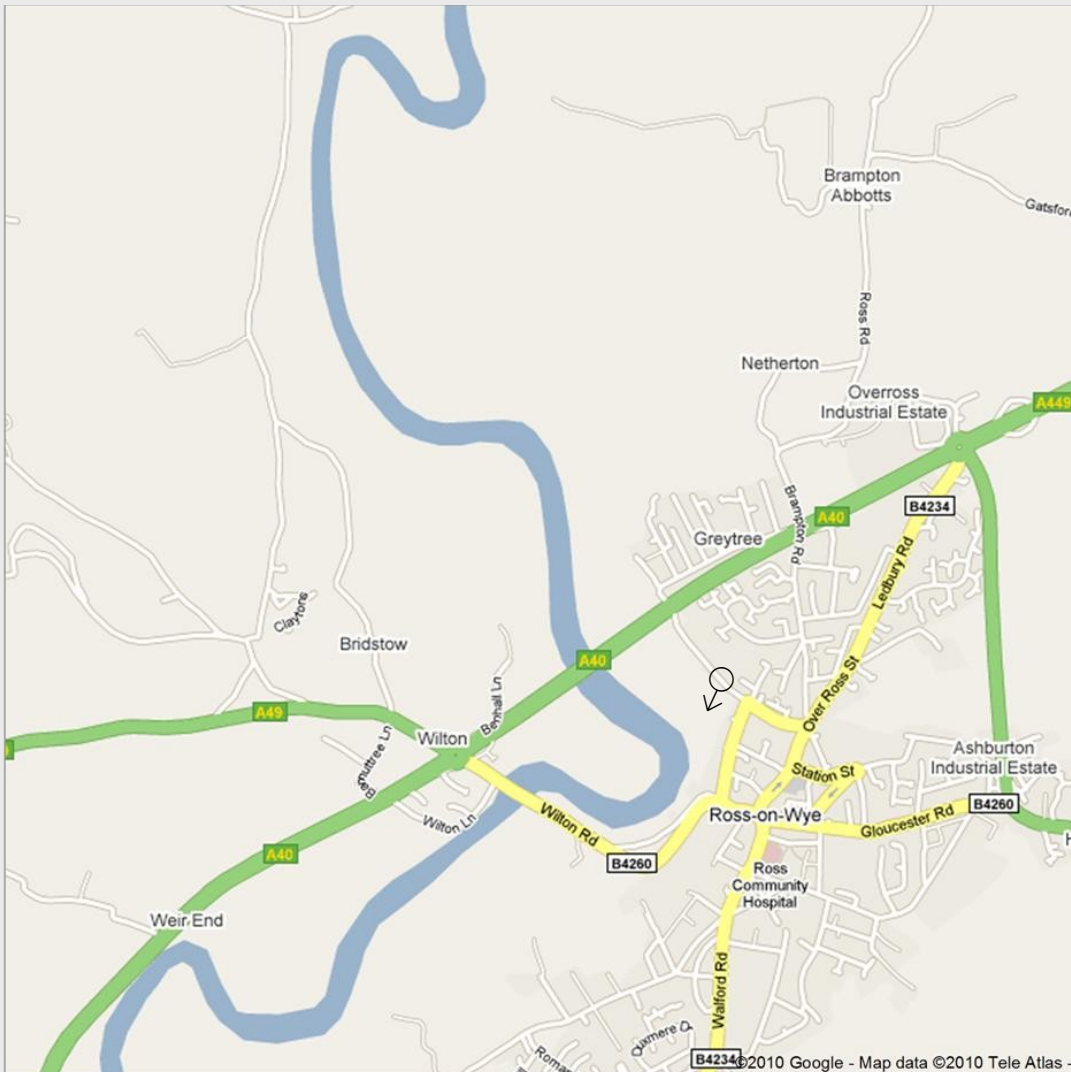 Brampton
Abbotts
Gatsford
Ross Rd
Netherton
Overross
Industrial Estate
A449
B4234
Brampton Rd
A40
Greytree
Ledbury Rd
Claytons
Bridstow
A40
Benhall Ln
Over Ross St
A49
Wilton
Bannuttree Ln
Ashburton
Industrial Estate
Station St
B4260
Wilton Ln
Wilton Rd
Ross-on-Wye
Gloucester Rd
A40
B4260
Ross
Community
Hospital
Weir End
Walford Rd
Roma
B4234
©2010 Google - Map data ©2010 Tele Atlas -